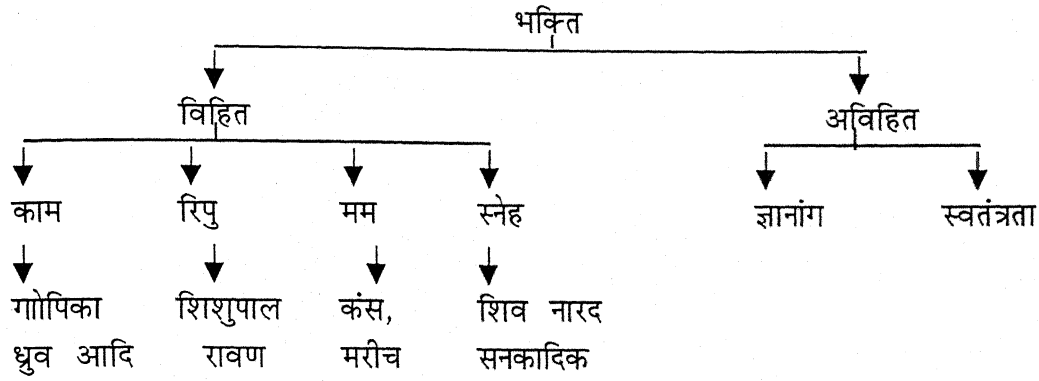 भक्ति
विहित अविहित
काम रिपु मम स्नेह ज्ञानांग स्वतंत्रता
गाोपिका शिशुपाल कंस, शिव नारद
ध्रुव आदि रावण मरीच सनकादिक